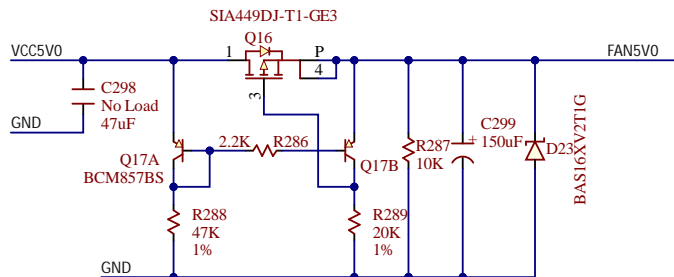 SIA449DJ-T1-GE3
Q16
VCC5V0
1
P
4
FAN5V0
3
C298
No Load
47uF
GND
Q17A
BCM857BS
2.2K
R286
Q17B
R287
10K
C299
+ 150uF
D23
BAS16XV2T1G
R288
47K
1%
R289
20K
1%
GND